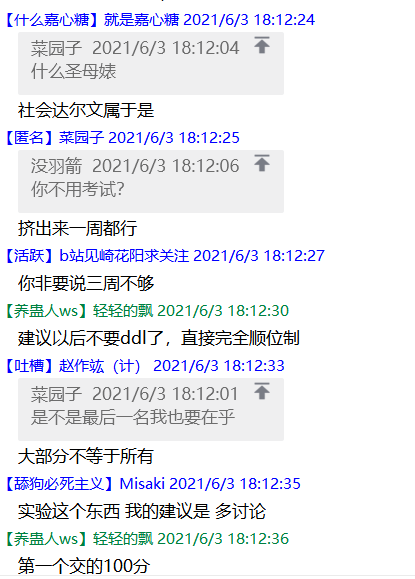 【什么嘉心糖】就是嘉心糖 2021/6/3 18:12:24
菜园子 2021/6/3 18:12:04
什么圣母婊
社会达尔文属于是
【匿名】菜园子 2021/6/3 18:12:25
没羽箭 2021/6/3 18:12:06
你不用考试?
挤出来一周都行
【活跃】b站见崎花阳求关注 2021/6/3 18:12:27
你非要说三周不够
【养蛊人ws】轻轻的飘 2021/6/3 18:12:30
建议以后不要ddl了，直接完全顺位制
【吐槽】赵作竑（计） 2021/6/3 18:12:33
菜园子 2021/6/3 18:12:01
是不是最后一名我也要在乎
大部分不等于所有
【舔狗必死主义】Misaki 2021/6/3 18:12:35
实验这个东西 我的建议是 多讨论
【养蛊人ws】轻轻的飘 2021/6/3 18:12:36
第一个交的100分